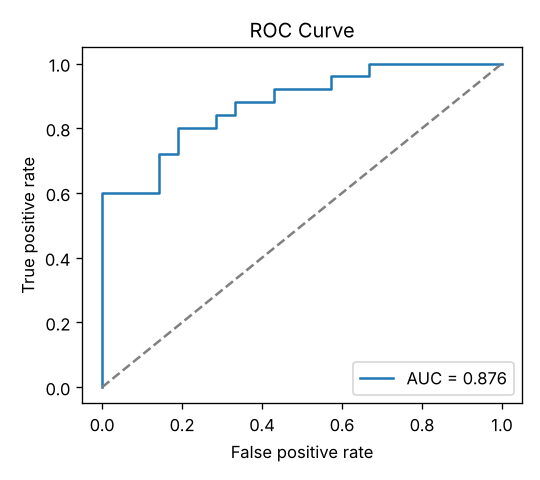 ROC Curve
True positive rate
1.0
0.8
0.6
0.4
0.2
0.0
AUC = 0.876
0.0 0.2 0.4 0.6 0.8 1.0
False positive rate